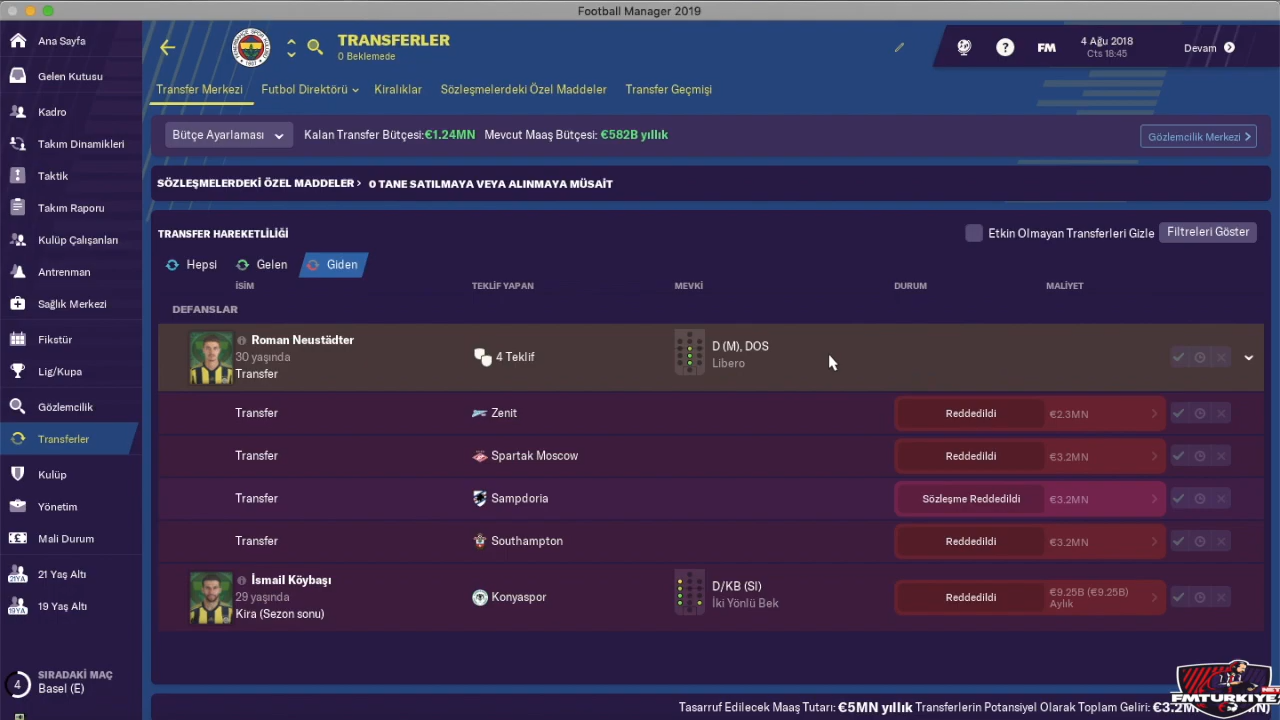 Football Manager 2019
Ana Sayfa
Gelen Kutusu
Kadro
Takım Dinamikleri
Taktik
Takım Raporu
Kulüp Çalışanları
Antrenman
Sağlık Merkezi
Fikstür
Lig/Kupa
Gözlemcilik
Transferler
Kulüp
Yönetim
Mali Durum
21 Yaş Altı
19 Yaş Altı
4
SIRADAKİ MAÇ
Basel (E)
TRANSFERLER
0 Beklemede
FM
4 Ağu 2018
Cts 18:45
Devam
Transfer Merkezi Futbol Direktörü Kiralıklar Sözleşmelerdeki Özel Maddeler Transfer Geçmişi
Bütçe Ayarlaması Kalan Transfer Bütçesi:€1.24MN Mevcut Maaş Bütçesi: €582B yıllık Gözlemcilik Merkezi
SÖZLEŞMELERDEKİ ÖZEL MADDELER > 0 TANE SATILMAYA VEYA ALINMAYA MÜSAİT
TRANSFER HAREKETLİLİĞİ Etkin Olmayan Transferleri Gizle Filtreleri Göster
Hepsi Gelen Giden
İSİM TEKLİF YAPAN MEVKİ DURUM MALİYET
DEFANSLAR
Roman Neustädter
30 yaşında
Transfer
4 Teklif
D (M), DOS
Libero
Transfer Zenit Reddedildi €2.3MN
Transfer Spartak Moscow Reddedildi €3.2MN
Transfer Sampdoria Sözleşme Reddedildi €3.2MN
Transfer Southampton Reddedildi €3.2MN
İsmail Köybaşı
29 yaşında
Kira (Sezon sonu)
Konyaspor
D/KB (Sl)
İki Yönlü Bek
Reddedildi
€9.25B (€9.25B)
Aylık
Tasarruf Edilecek Maaş Tutarı: €5MN yıllık Transferlerin Potansiyel Olarak Toplam Geliri: €3.2M
FMTURKIYE.NET